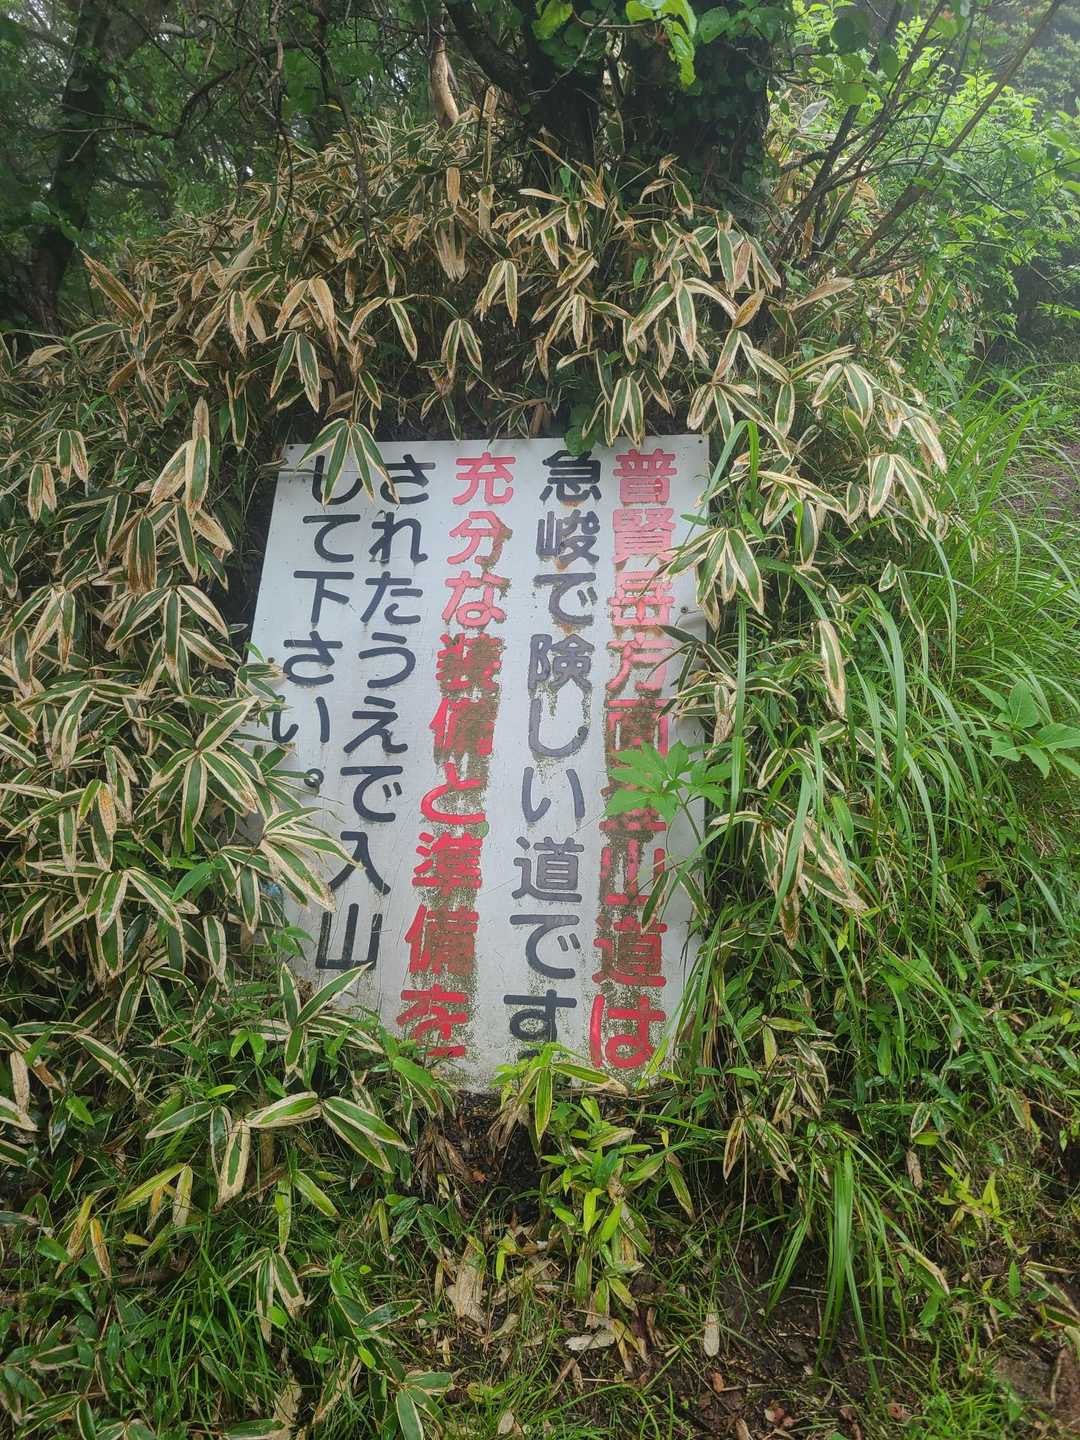 普賢岳方面登山道は
急峻で険しい道です。
充分な装備と準備を
されたうえで入山
して下さい。